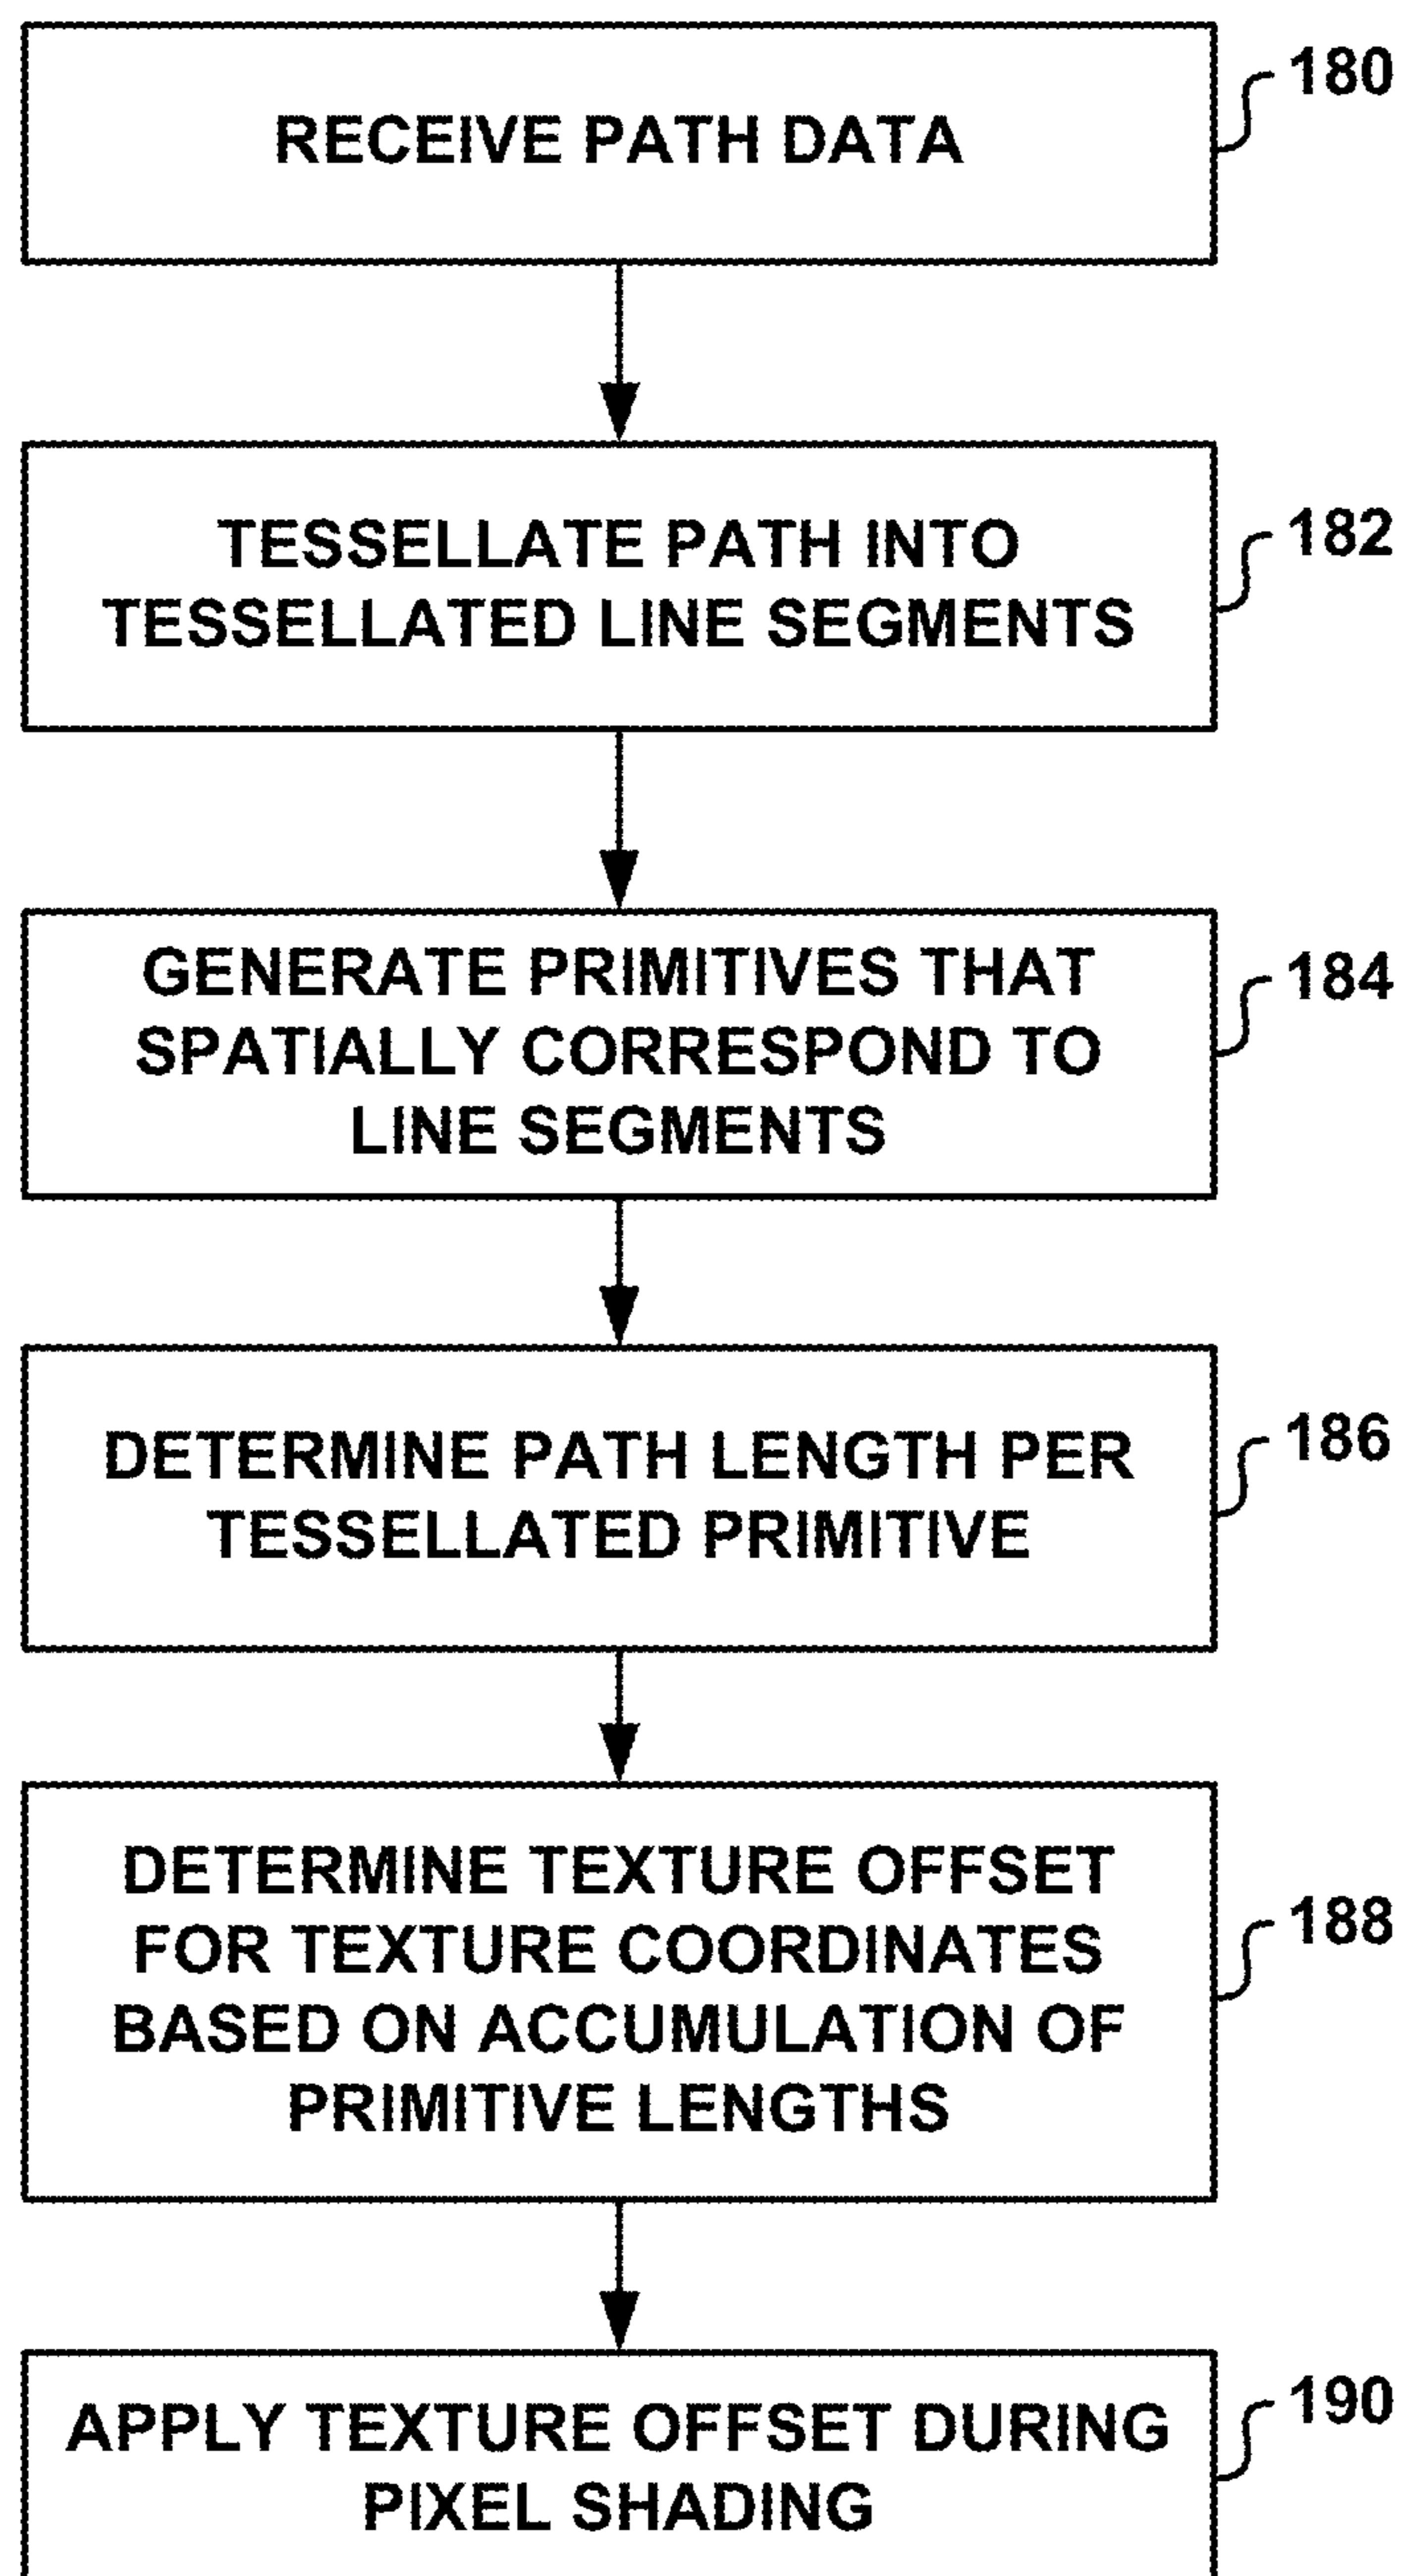 RECEIVE PATH DATA
180
TESSELLATE PATH INTO
TESSELLATED LINE SEGMENTS
182
GENERATE PRIMITIVES THAT
SPATIALLY CORRESPOND TO
LINE SEGMENTS
184
DETERMINE PATH LENGTH PER
TESSELLATED PRIMITIVE
186
DETERMINE TEXTURE OFFSET
FOR TEXTURE COORDINATES
BASED ON ACCUMULATION OF
PRIMITIVE LENGTHS
188
APPLY TEXTURE OFFSET DURING
PIXEL SHADING
190